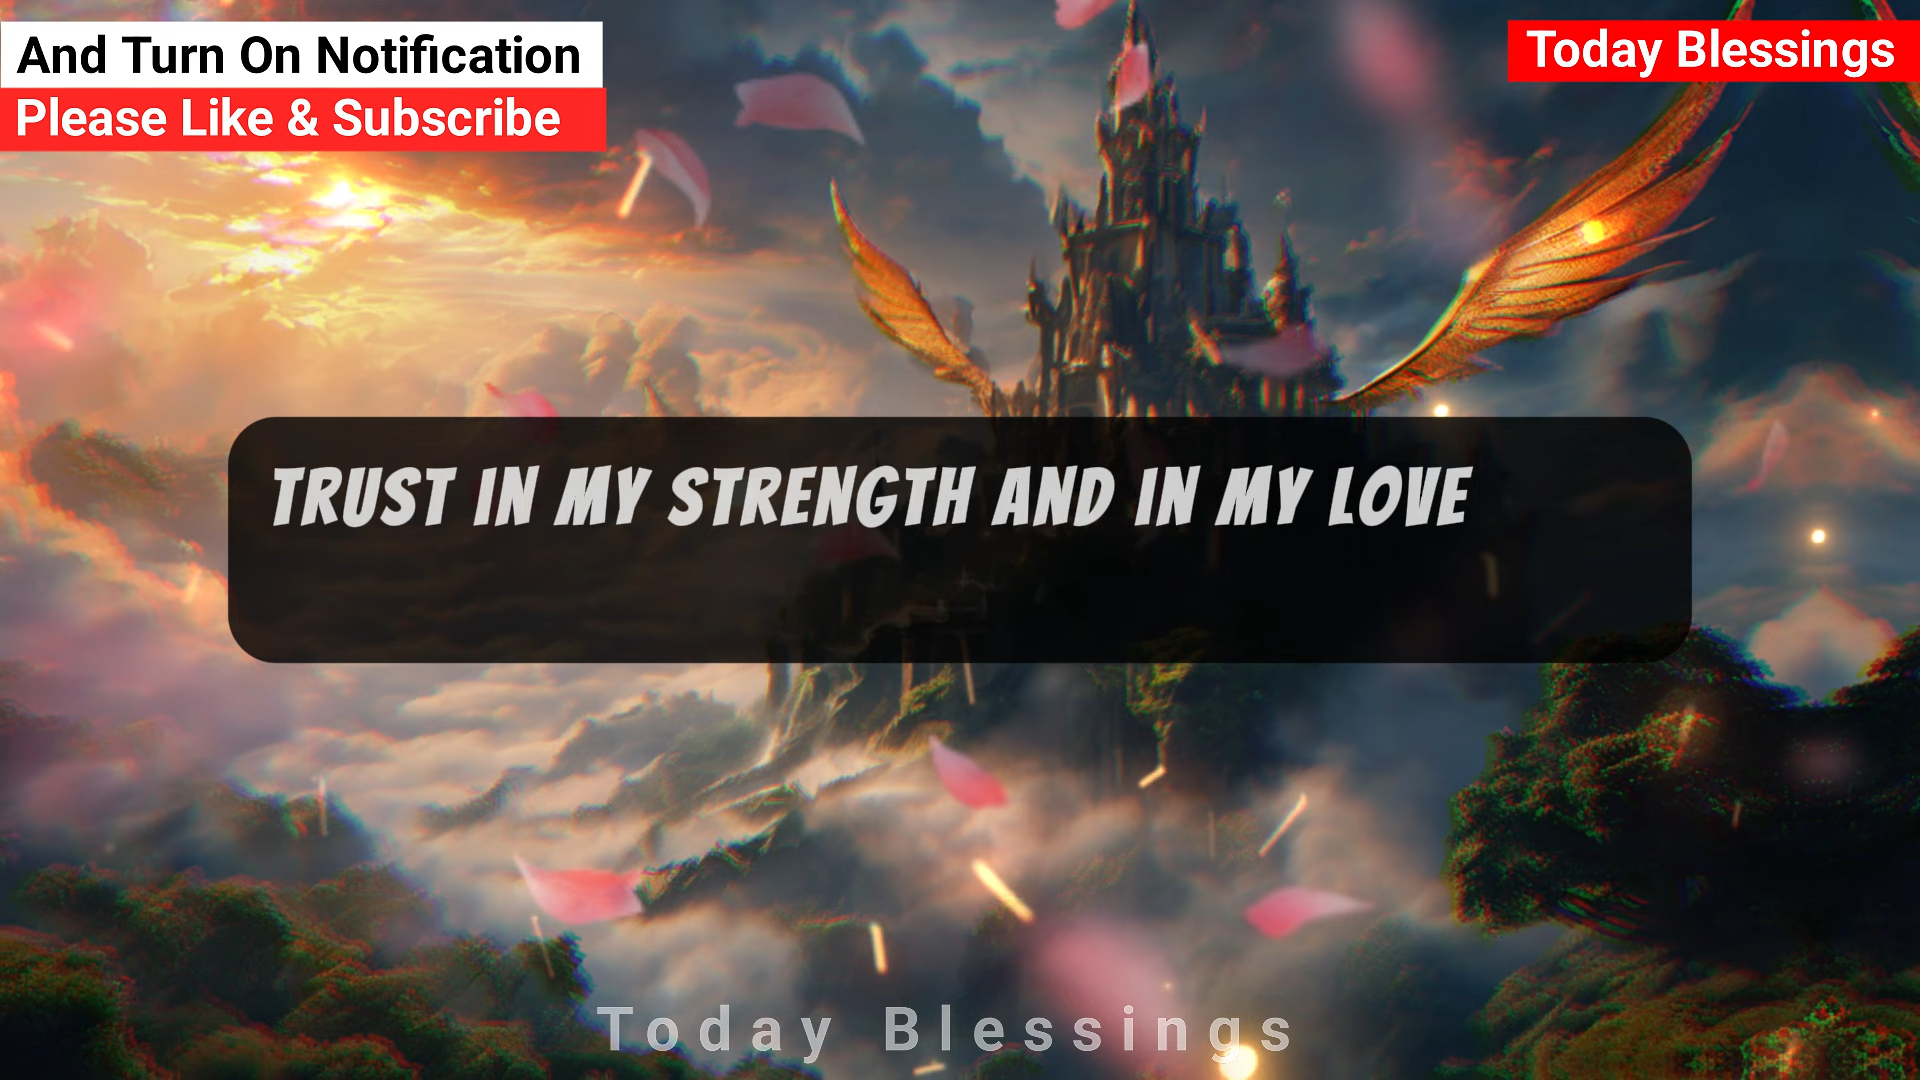 And Turn On Notification
Please Like & Subscribe
Today Blessings
TRUST IN MY STRENGTH AND IN MY LOVE
Today Blessings